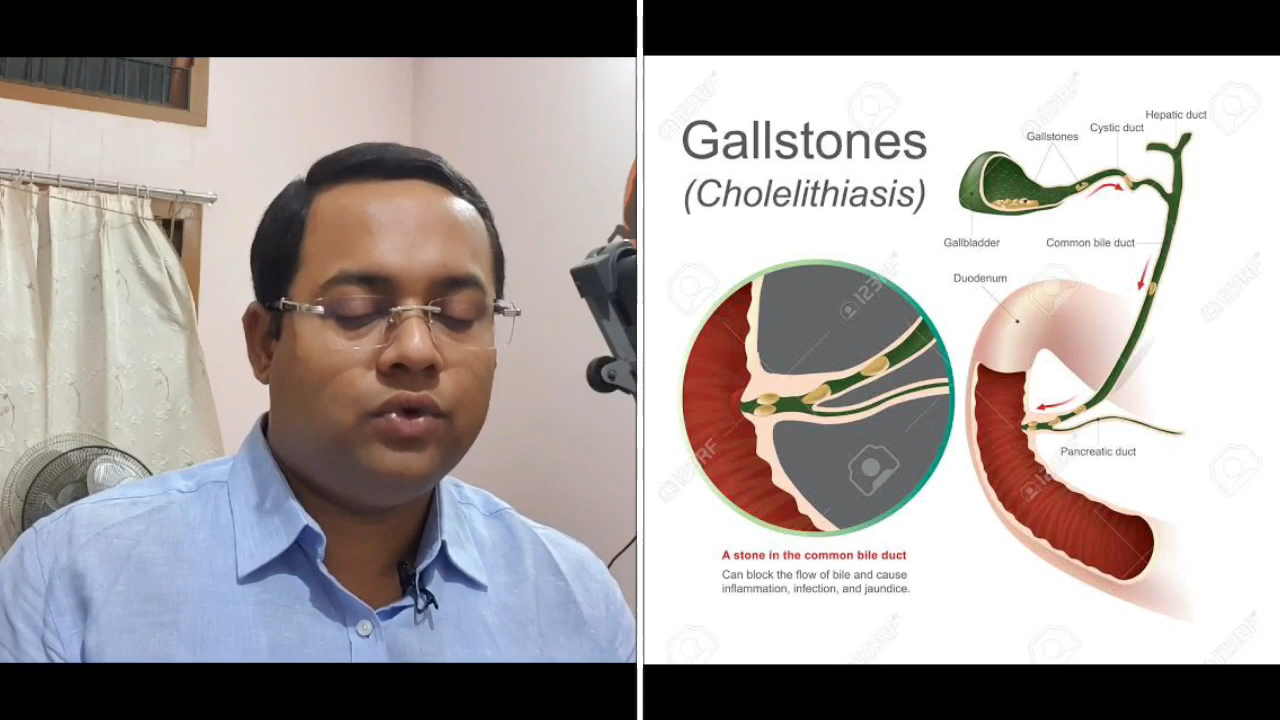 Gallstones
(Cholelithiasis)
Hepatic duct
Cystic duct
Gallstones
Gallbladder
Common bile duct
Duodenum
Pancreatic duct
A stone in the common bile duct
Can block the flow of bile and cause
inflammation, infection, and jaundice.
123RF